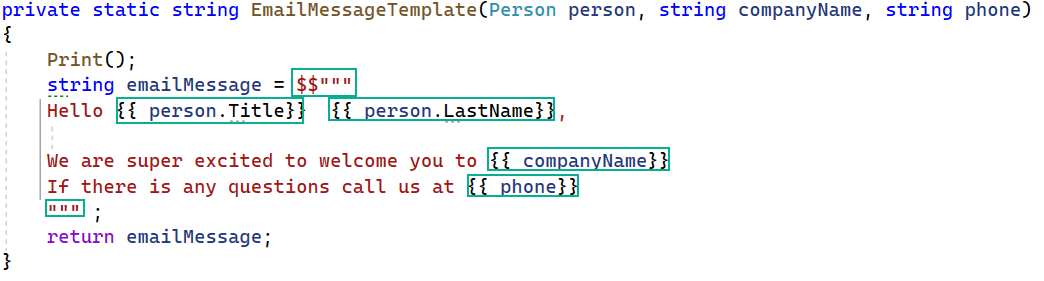 private static string EmailMessageTemplate(Person person, string companyName, string phone)
{
    Print();
    string emailMessage = $$"""
    Hello {{ person.Title}}  {{ person.LastName}},

    We are super excited to welcome you to {{ companyName}}
    If there is any questions call us at {{ phone}}
    """ ;
    return emailMessage;
}